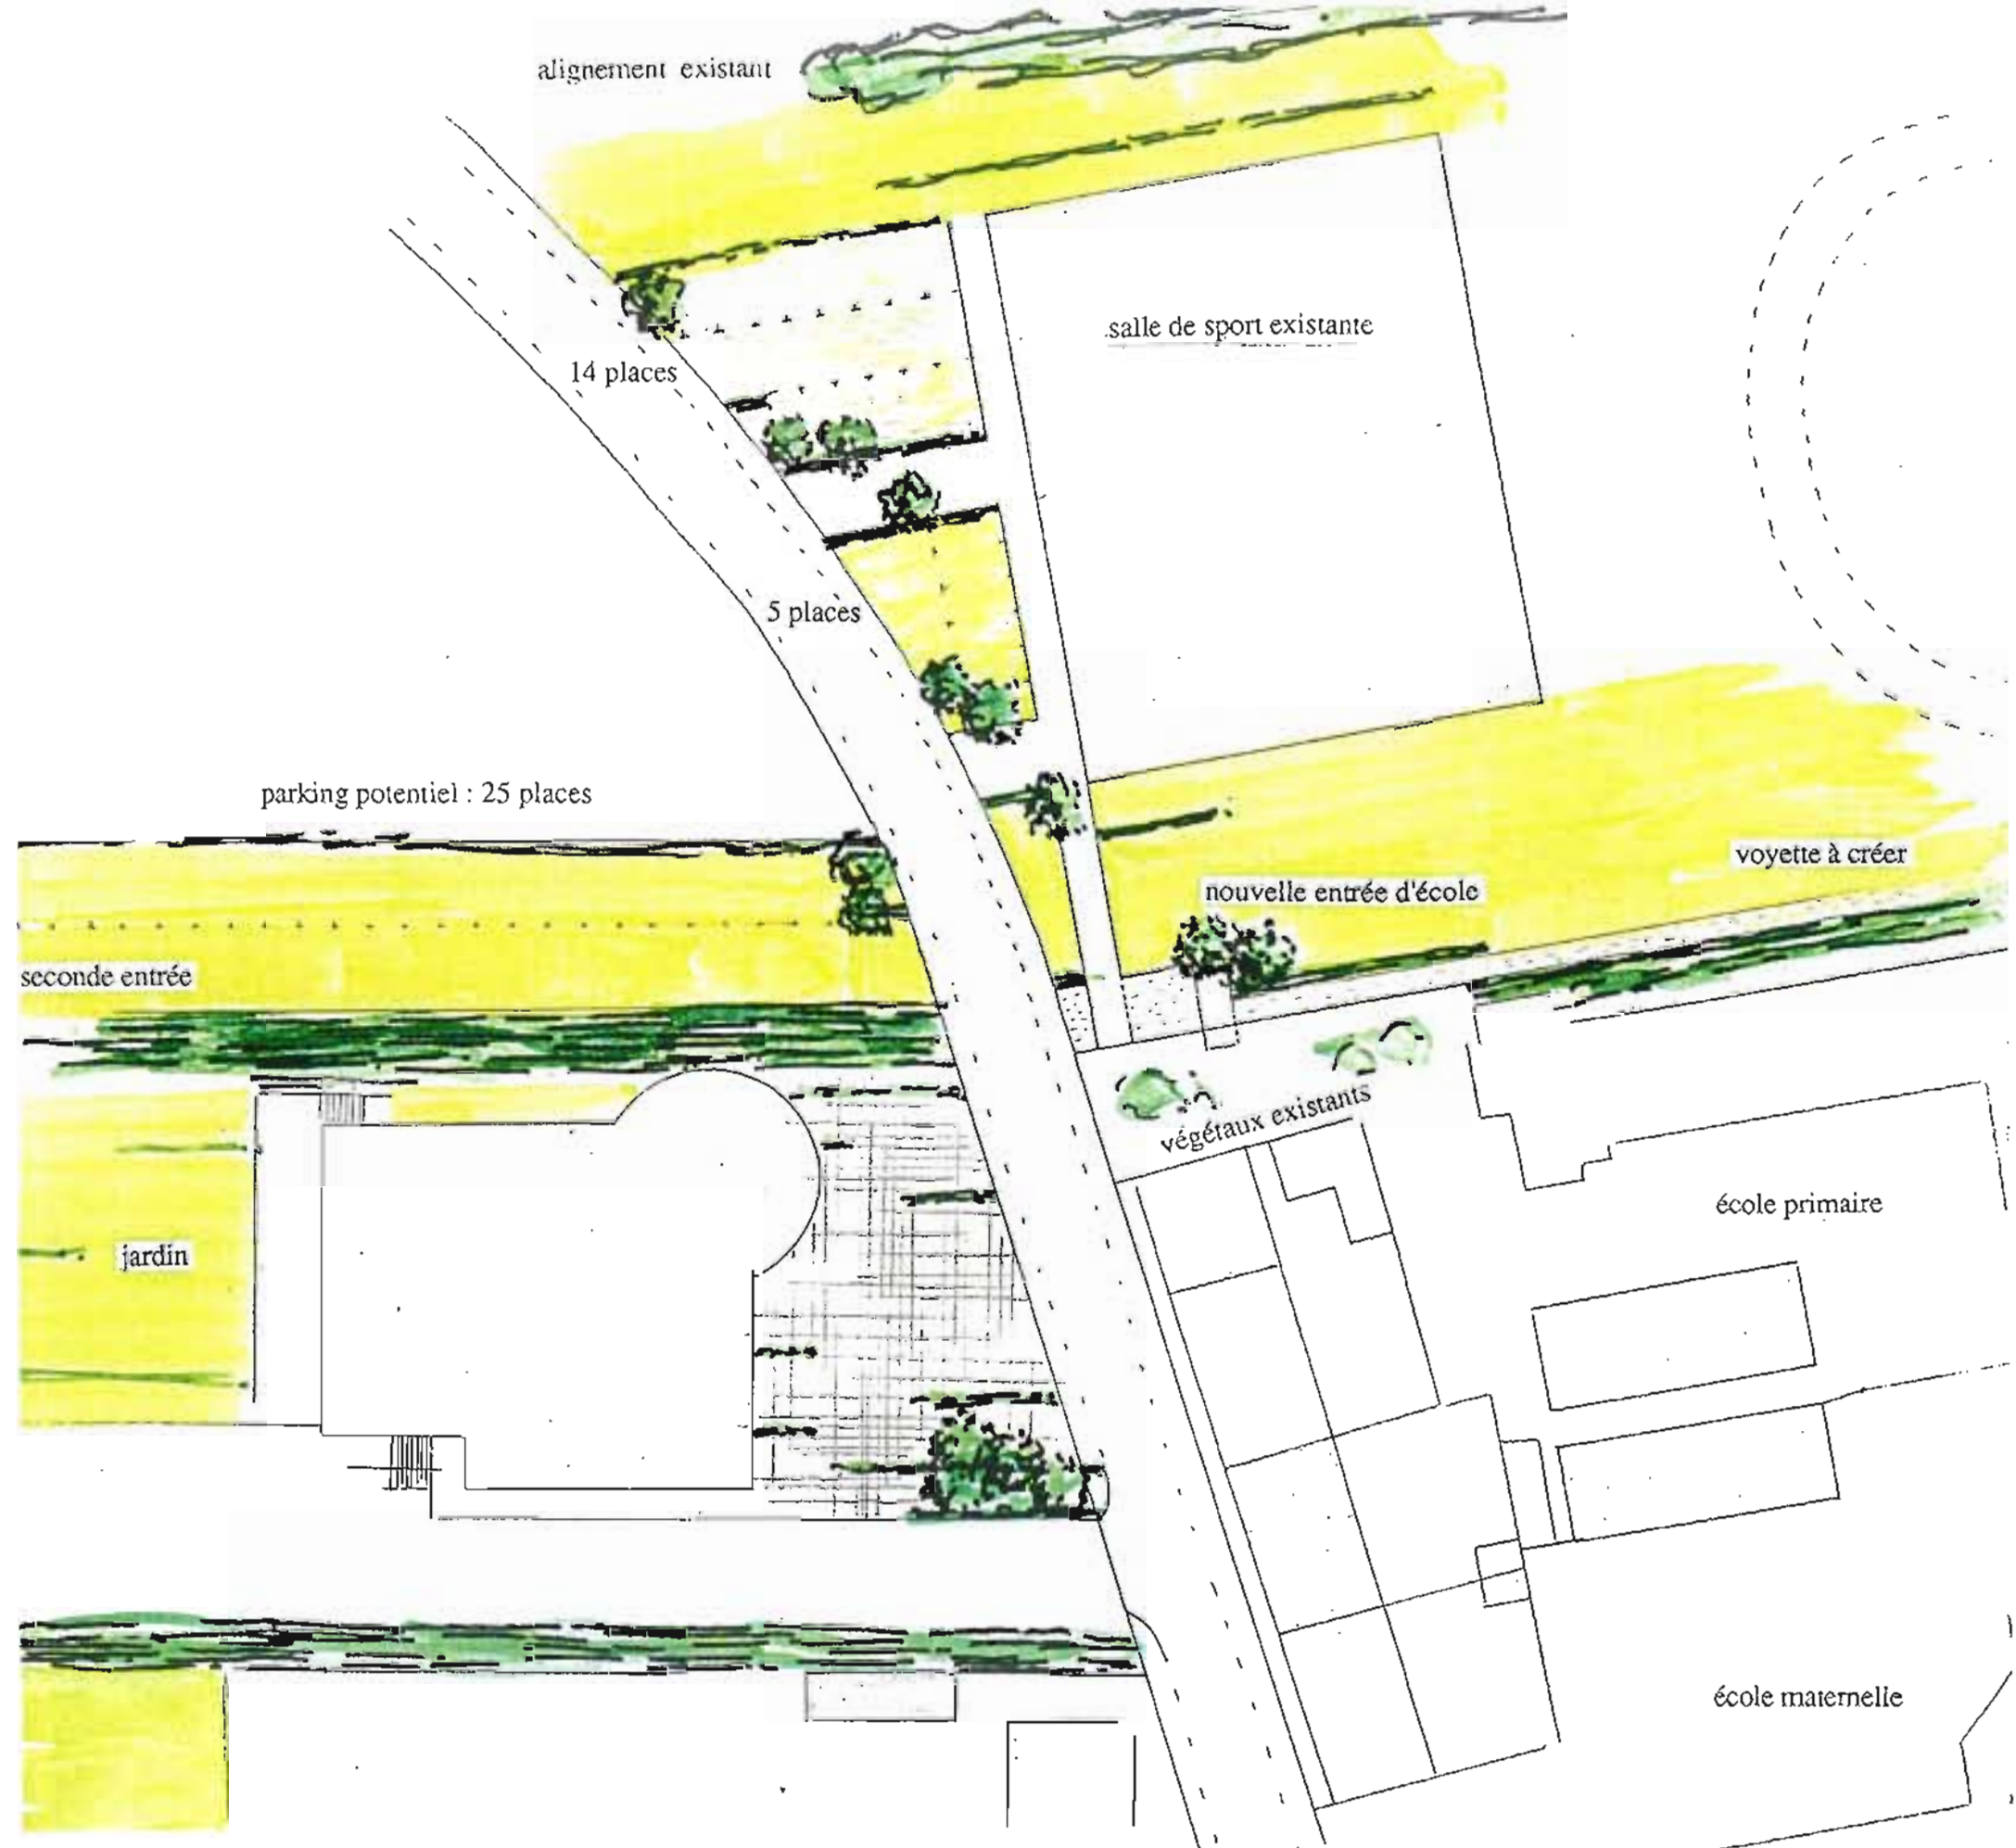 alignement existant
salle de sport existante
14 places
5 places
parking potentiel : 25 places
voyette à créer
nouvelle entrée d'école
seconde entrée
végétaux existants
école primaire
jardin
école maternelle